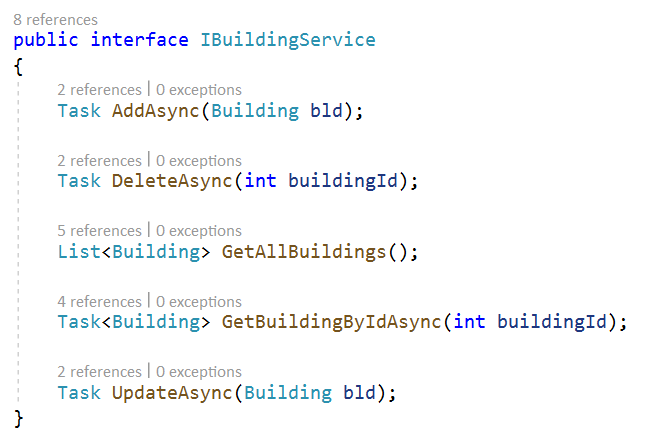 8 references
public interface IBuildingService
{
2 references | 0 exceptions
Task AddAsync(Building bld);
2 references | 0 exceptions
Task DeleteAsync(int buildingId);
5 references | 0 exceptions
List<Building> GetAllBuildings();
4 references | 0 exceptions
Task<Building> GetBuildingByIdAsync(int buildingId);
2 references | 0 exceptions
Task UpdateAsync(Building bld);
}